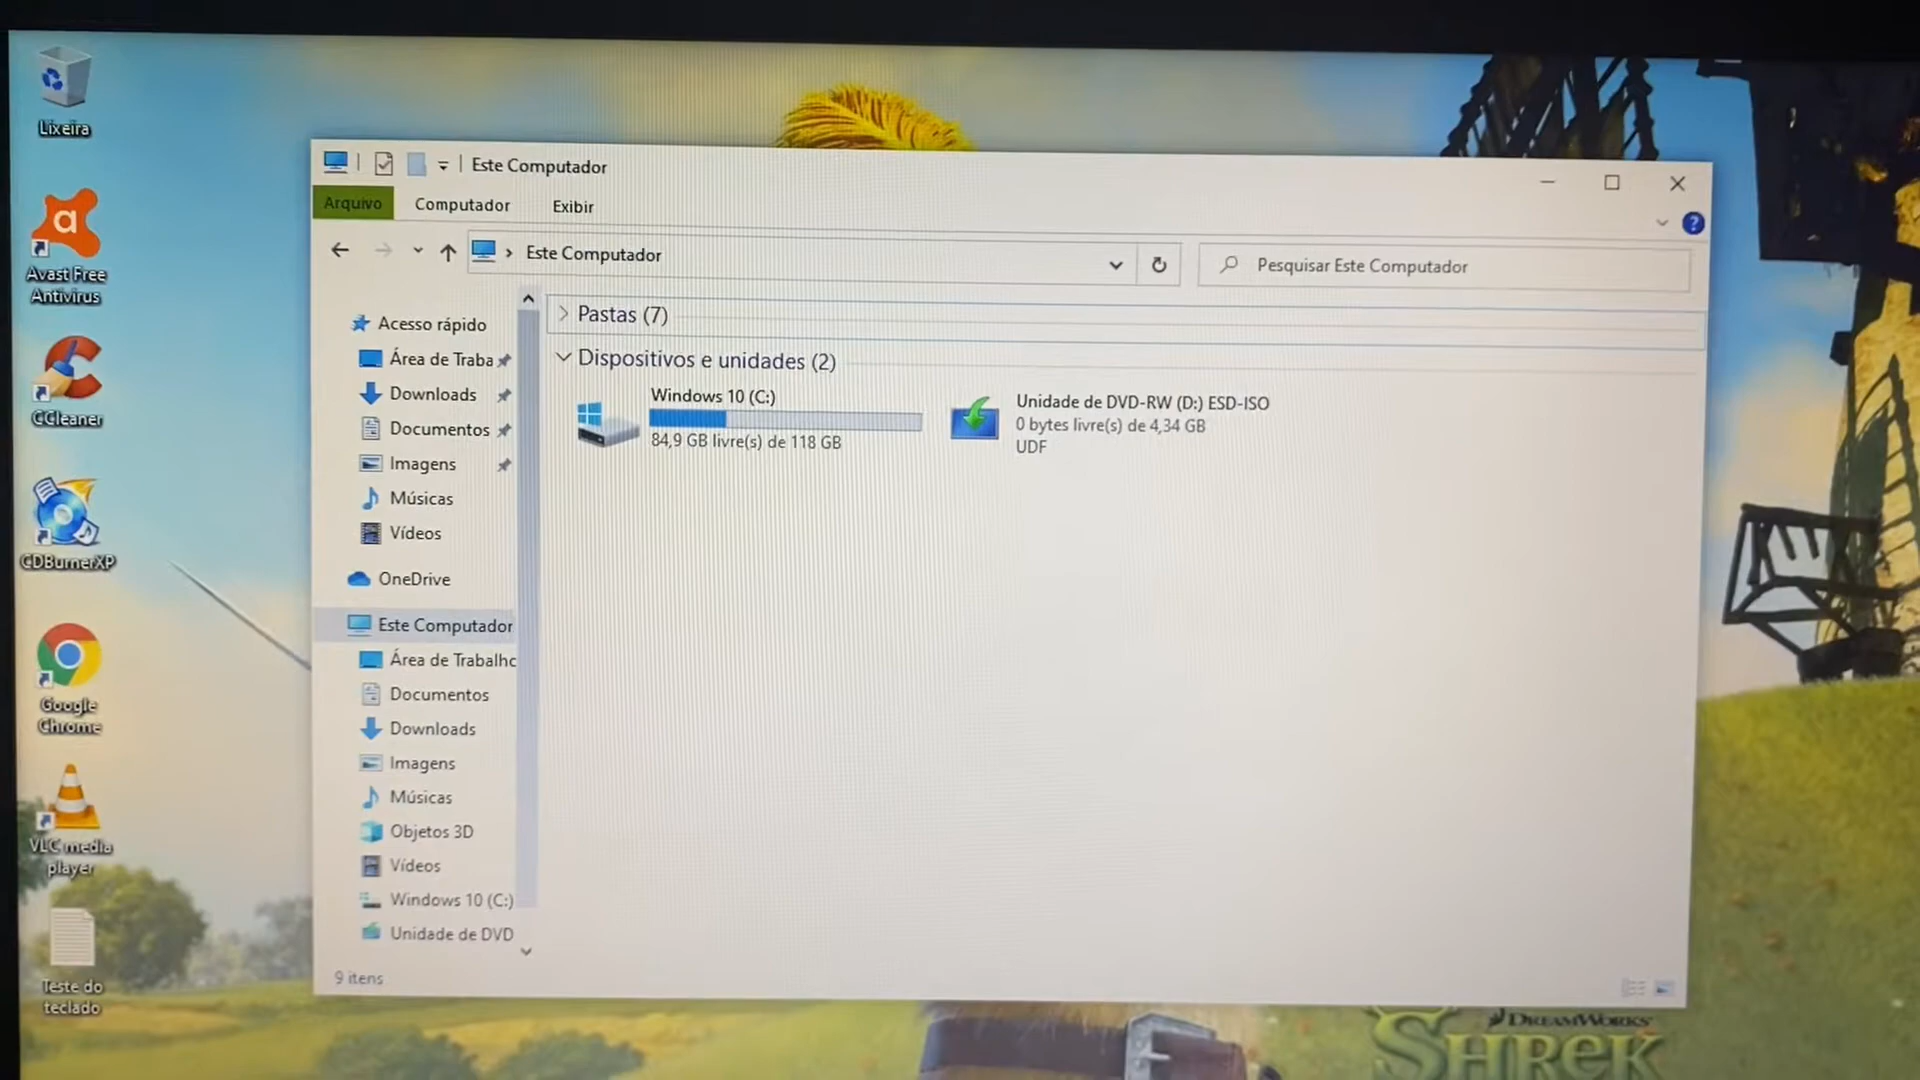 Lixeira
Avast Free
Antivirus
CCleaner
CDBurnerXP
Google
Chrome
VLC media
player
Teste do
teclado
Este Computador
Arquivo
Computador
Exibir
Este Computador
Pesquisar Este Computador
Acesso rápido
Área de Traba
Downloads
Documentos
Imagens
Músicas
Vídeos
OneDrive
Este Computador
Área de Trabalhc
Documentos
Downloads
Imagens
Músicas
Objetos 3D
Vídeos
Windows 10 (C:)
Unidade de DVD
Pastas (7)
Dispositivos e unidades (2)
Windows 10 (C:)
84,9 GB livre(s) de 118 GB
Unidade de DVD-RW (D:) ESD-ISO
0 bytes livre(s) de 4,34 GB
UDF
9 itens
DREAMWORKS
SHREK